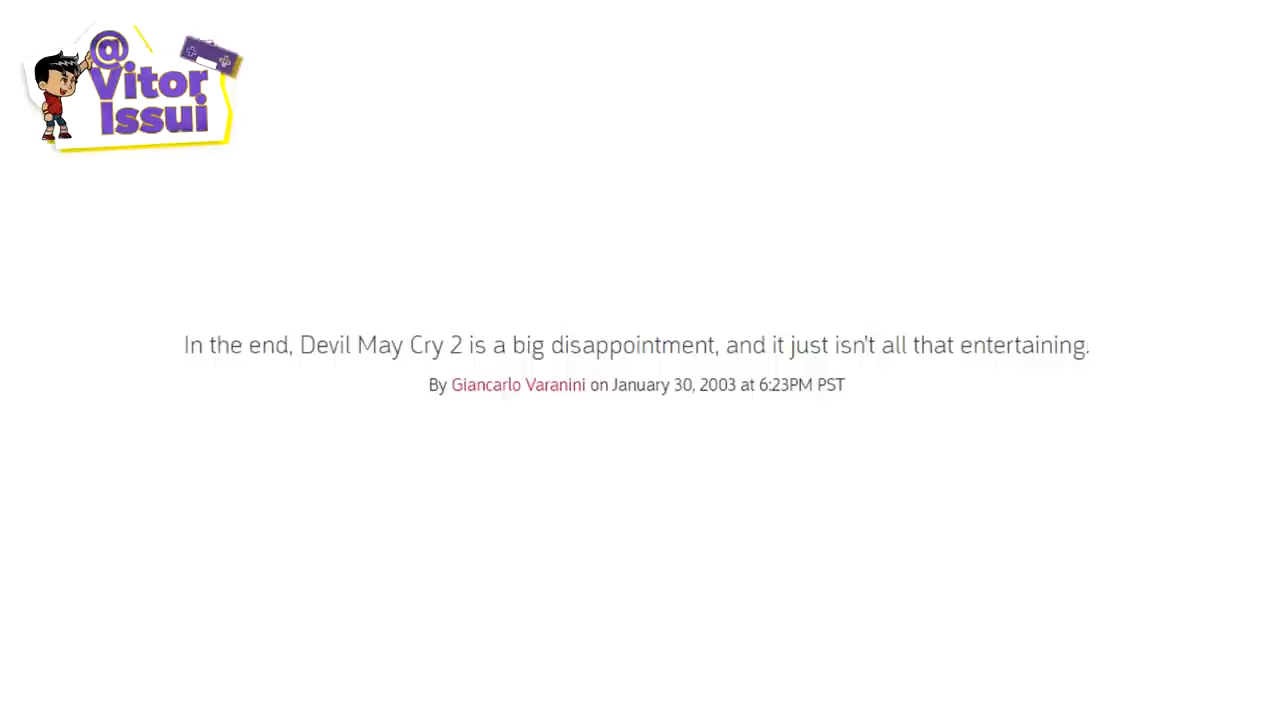 @
Vitor
Issui
In the end, Devil May Cry 2 is a big disappointment, and it just isn't all that entertaining.
By Giancarlo Varanini on January 30, 2003 at 6:23PM PST